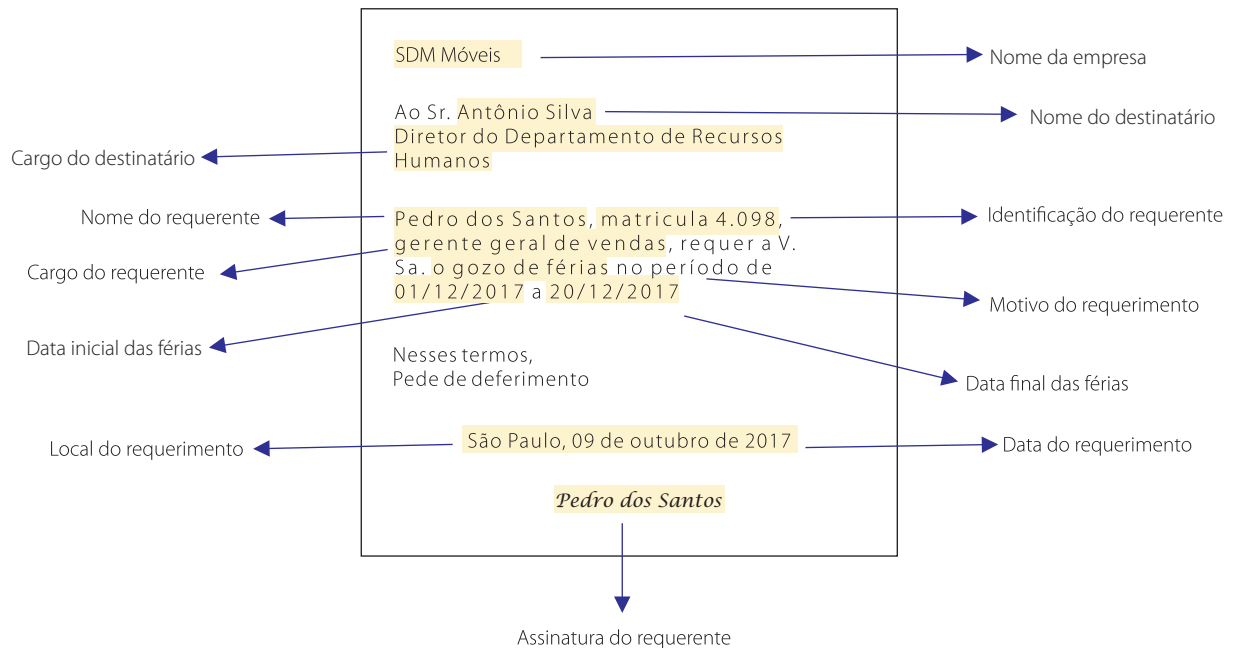 SDM Móveis
Nome da empresa
Ao Sr. Antônio Silva
Nome do destinatário
Diretor do Departamento de Recursos
Humanos
Cargo do destinatário
Nome do requerente
Pedro dos Santos, matricula 4.098,
Identificação do requerente
gerente geral de vendas, requer a V.
Cargo do requerente
Sa. o gozo de férias no período de
01/12/2017 a 20/12/2017
Motivo do requerimento
Data inicial das férias
Nesses termos,
Pede de deferimento
Data final das férias
Local do requerimento
São Paulo, 09 de outubro de 2017
Data do requerimento
Pedro dos Santos
Assinatura do requerente